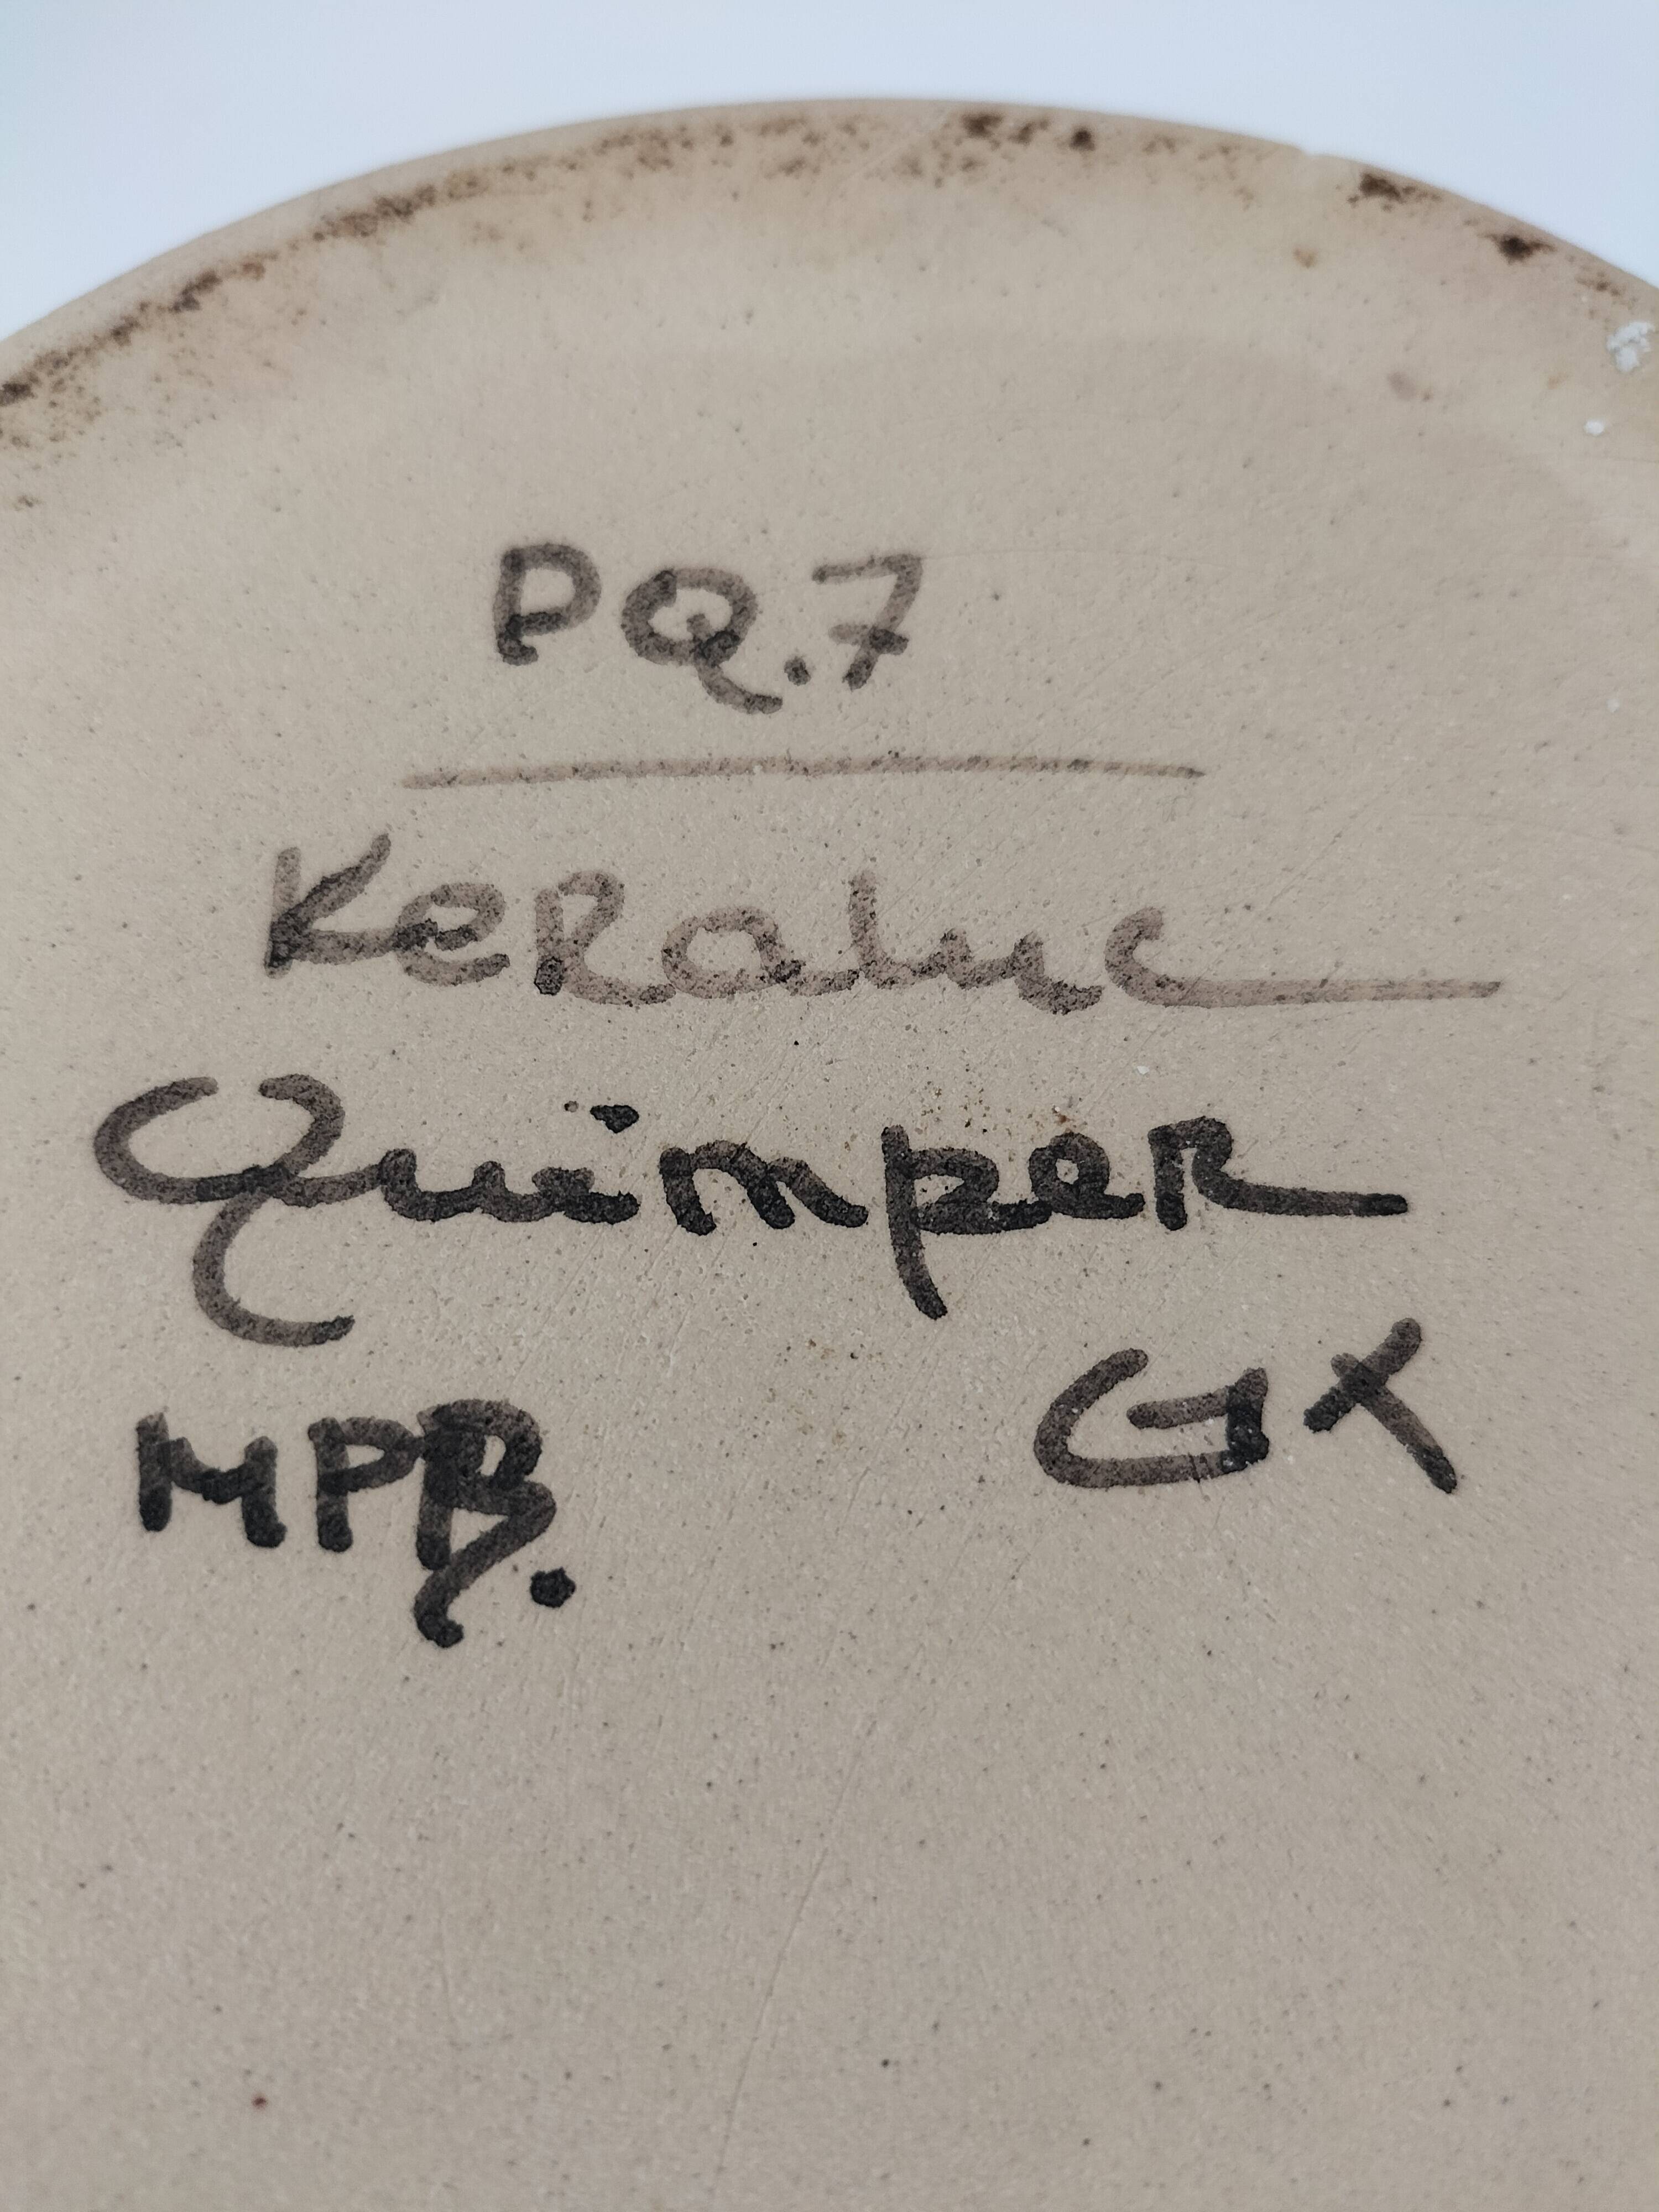 PQ.7
Keraluc
Quimper
MPB. GX